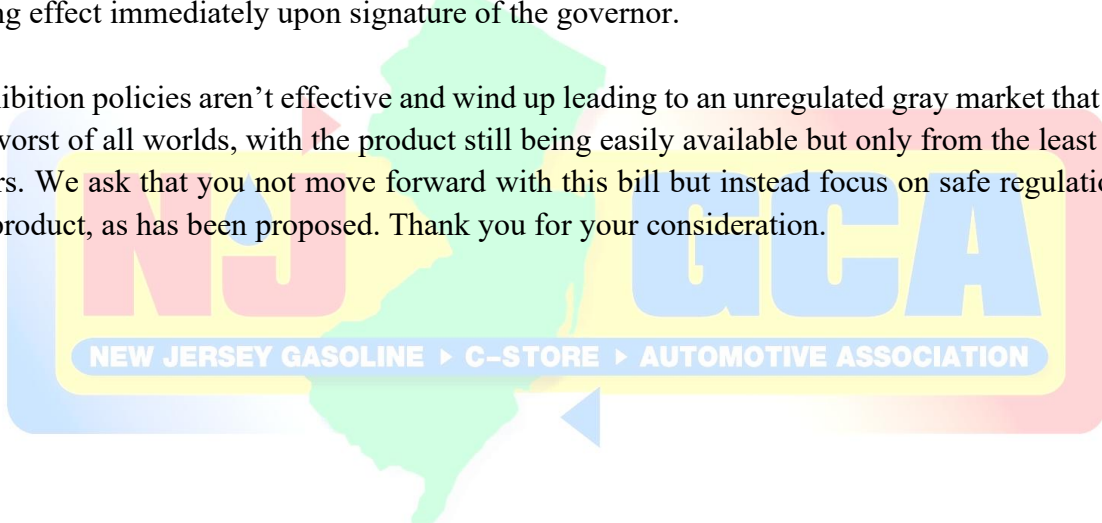 ng effect immediately upon signature of the governor.
ibition policies aren’t effective and wind up leading to an unregulated gray market that
worst of all worlds, with the product still being easily available but only from the least
rs. We ask that you not move forward with this bill but instead focus on safe regulatio
product, as has been proposed. Thank you for your consideration.
NJ GCA
NEW JERSEY GASOLINE ▸ C-STORE ▸ AUTOMOTIVE ASSOCIATION